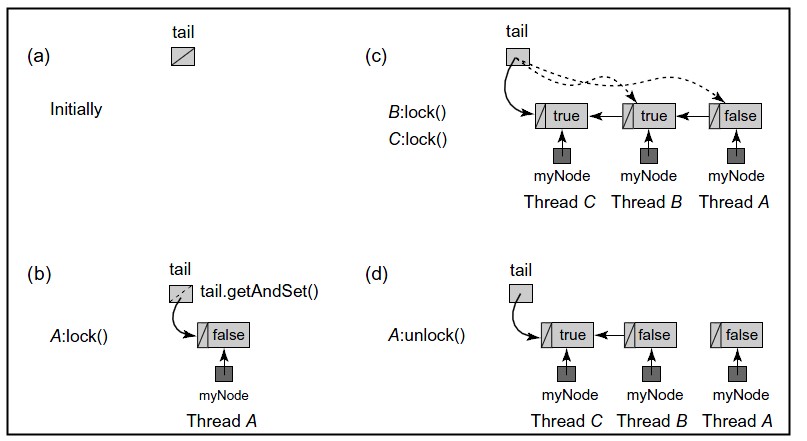 (a)
tail
Initially
(c)
tail
B:lock()
C:lock()
true
true
false
myNode
myNode
myNode
Thread C
Thread B
Thread A
(b)
tail
tail.getAndSet()
A:lock()
false
myNode
Thread A
(d)
tail
A:unlock()
true
false
false
myNode
myNode
myNode
Thread C
Thread B
Thread A